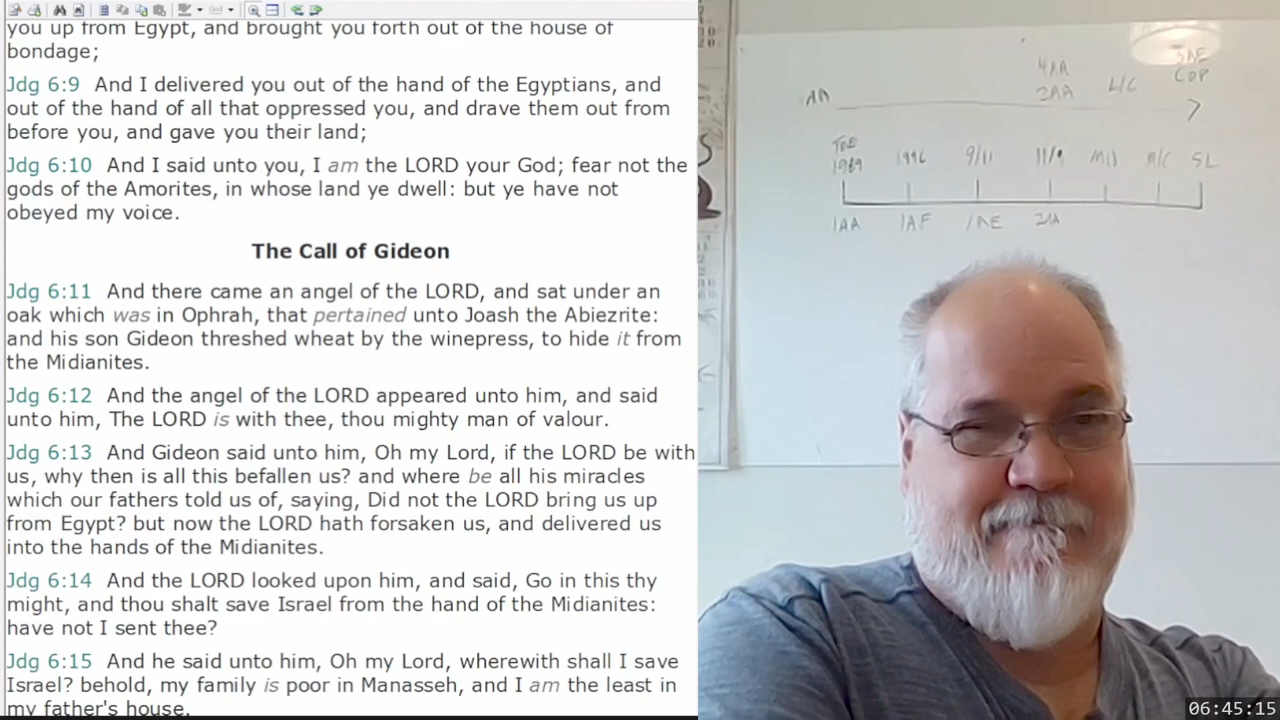 you up from Egypt, and brought you forth out of the house of
bondage;
Jdg 6:9 And I delivered you out of the hand of the Egyptians, and
out of the hand of all that oppressed you, and drave them out from
before you, and gave you their land;
Jdg 6:10 And I said unto you, I am the LORD your God; fear not the
gods of the Amorites, in whose land ye dwell: but ye have not
obeyed my voice.
The Call of Gideon
Jdg 6:11 And there came an angel of the LORD, and sat under an
oak which was in Ophrah, that pertained unto Joash the Abiezrite:
and his son Gideon threshed wheat by the winepress, to hide it from
the Midianites.
Jdg 6:12 And the angel of the LORD appeared unto him, and said
unto him, The LORD is with thee, thou mighty man of valour.
Jdg 6:13 And Gideon said unto him, Oh my Lord, if the LORD be with
us, why then is all this befallen us? and where be all his miracles
which our fathers told us of, saying, Did not the LORD bring us up
from Egypt? but now the LORD hath forsaken us, and delivered us
into the hands of the Midianites.
Jdg 6:14 And the LORD looked upon him, and said, Go in this thy
might, and thou shalt save Israel from the hand of the Midianites:
have not I sent thee?
Jdg 6:15 And he said unto him, Oh my Lord, wherewith shall I save
Israel? behold, my family is poor in Manasseh, and I am the least in
my father's house.
4AA
2AA L/C COP
AA
TOE
1989 1996 9/11 11/9 SL
1AA 1AF 1AE
06:45:15